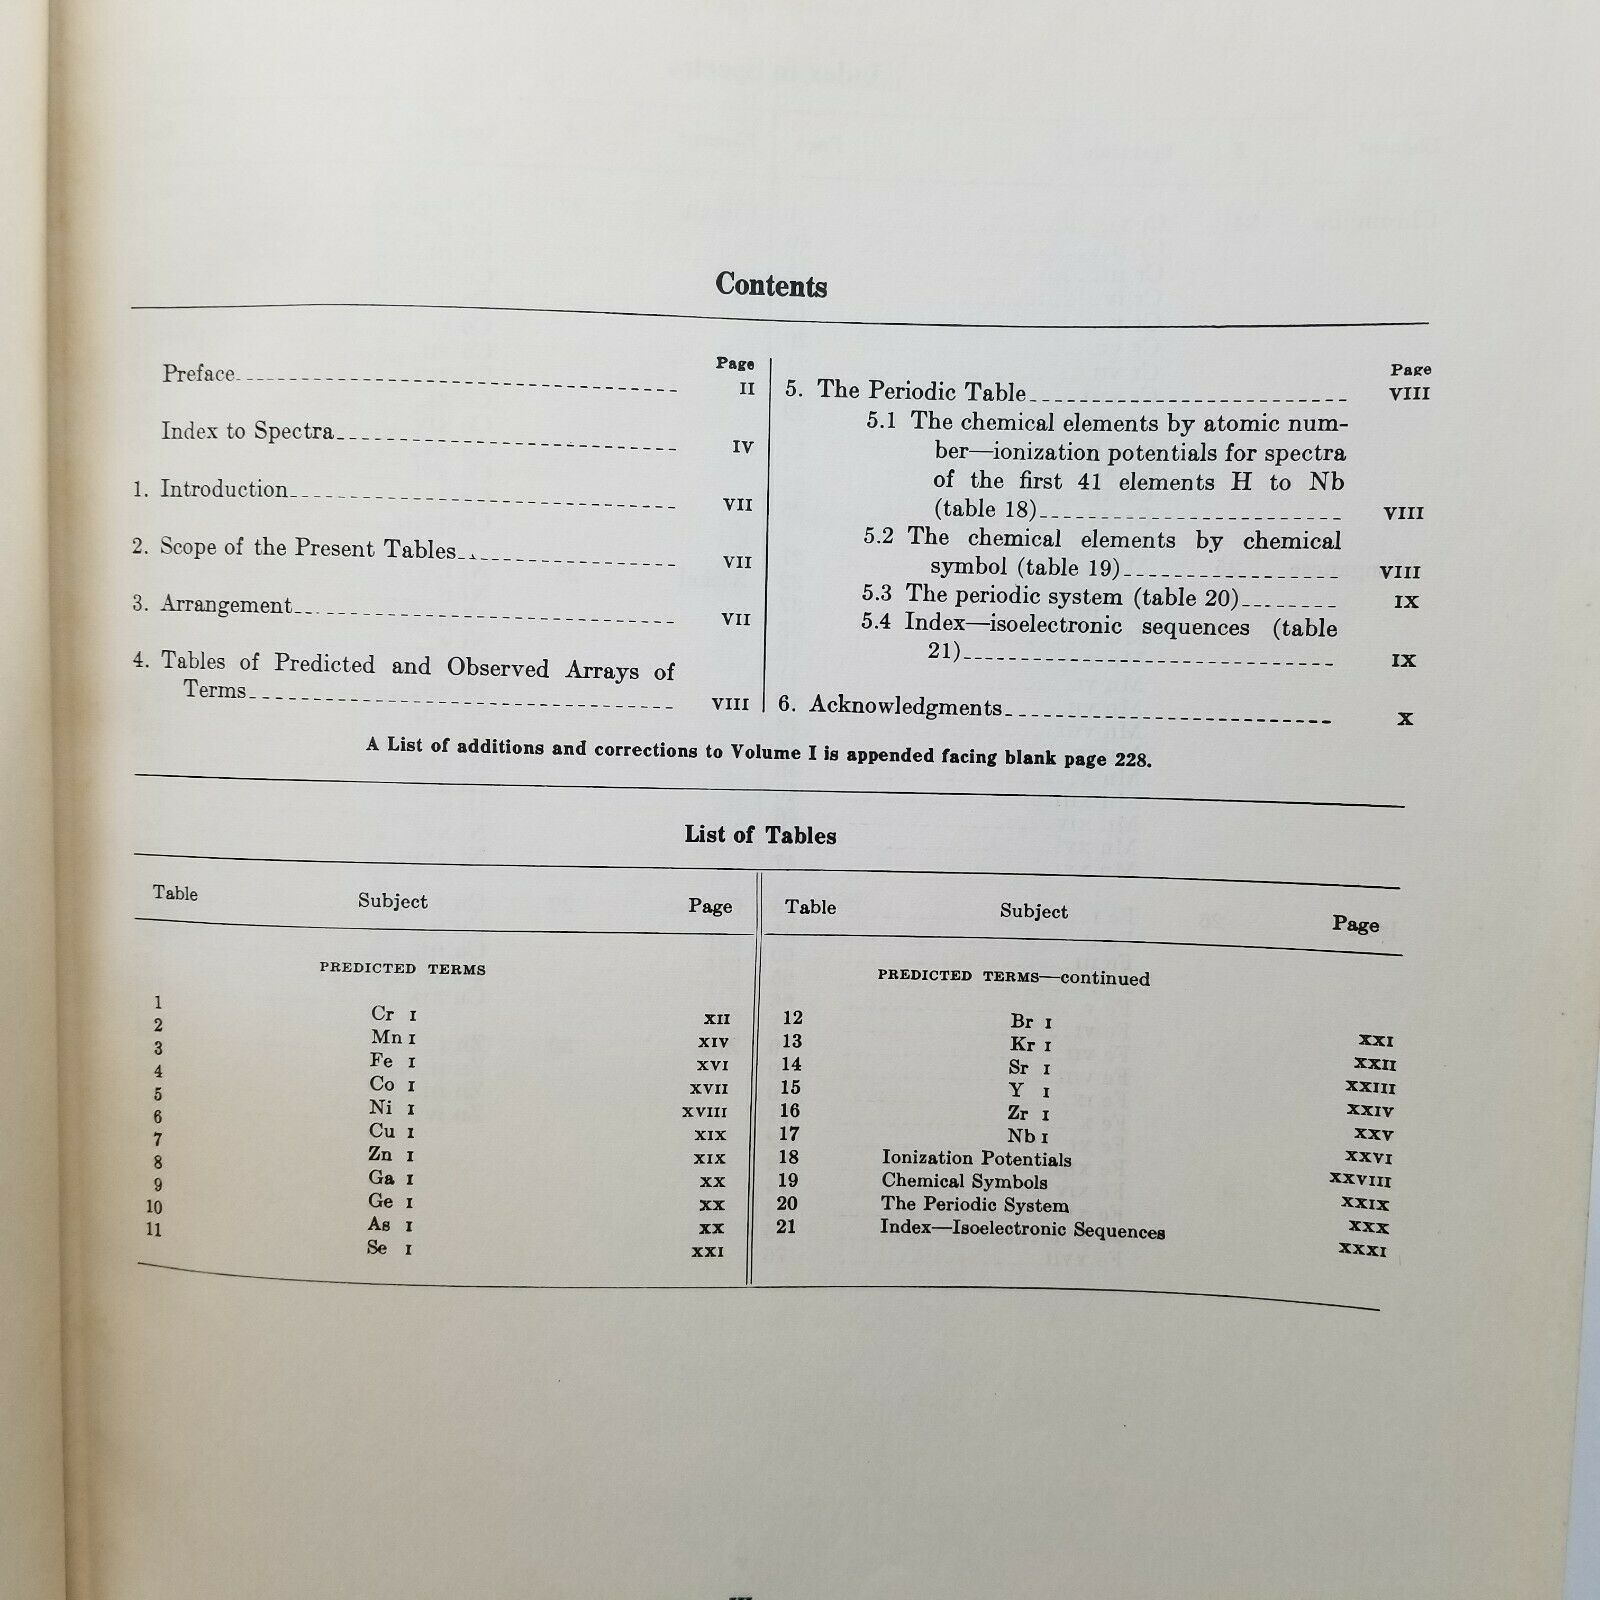 Contents
Page
Preface II
Index to Spectra IV
1. Introduction VII
2. Scope of the Present Tables VII
3. Arrangement VII
4. Tables of Predicted and Observed Arrays of
Terms VIII
Page
5. The Periodic Table VIII
5.1 The chemical elements by atomic num-
ber—ionization potentials for spectra
of the first 41 elements H to Nb
(table 18) VIII
5.2 The chemical elements by chemical
symbol (table 19) VIII
5.3 The periodic system (table 20) IX
5.4 Index—isoelectronic sequences (table
21) IX
6. Acknowledgments X
A List of additions and corrections to Volume I is appended facing blank page 228.
List of Tables
Table Subject Page
PREDICTED TERMS
1 Cr I XII
2 Mn I XIV
3 Fe I XVI
4 Co I XVII
5 Ni I XVIII
6 Cu I XIX
7 Zn I XIX
8 Ga I XX
9 Ge I XX
10 As I XX
11 Se I XXI
Table Subject Page
PREDICTED TERMS—continued
12 Br I XXI
13 Kr I XXII
14 Sr I XXIII
15 Y I XXIV
16 Zr I XXV
17 Nb I XXVI
18 Ionization Potentials XXVIII
19 Chemical Symbols XXIX
20 The Periodic System XXX
21 Index—Isoelectronic Sequences XXXI